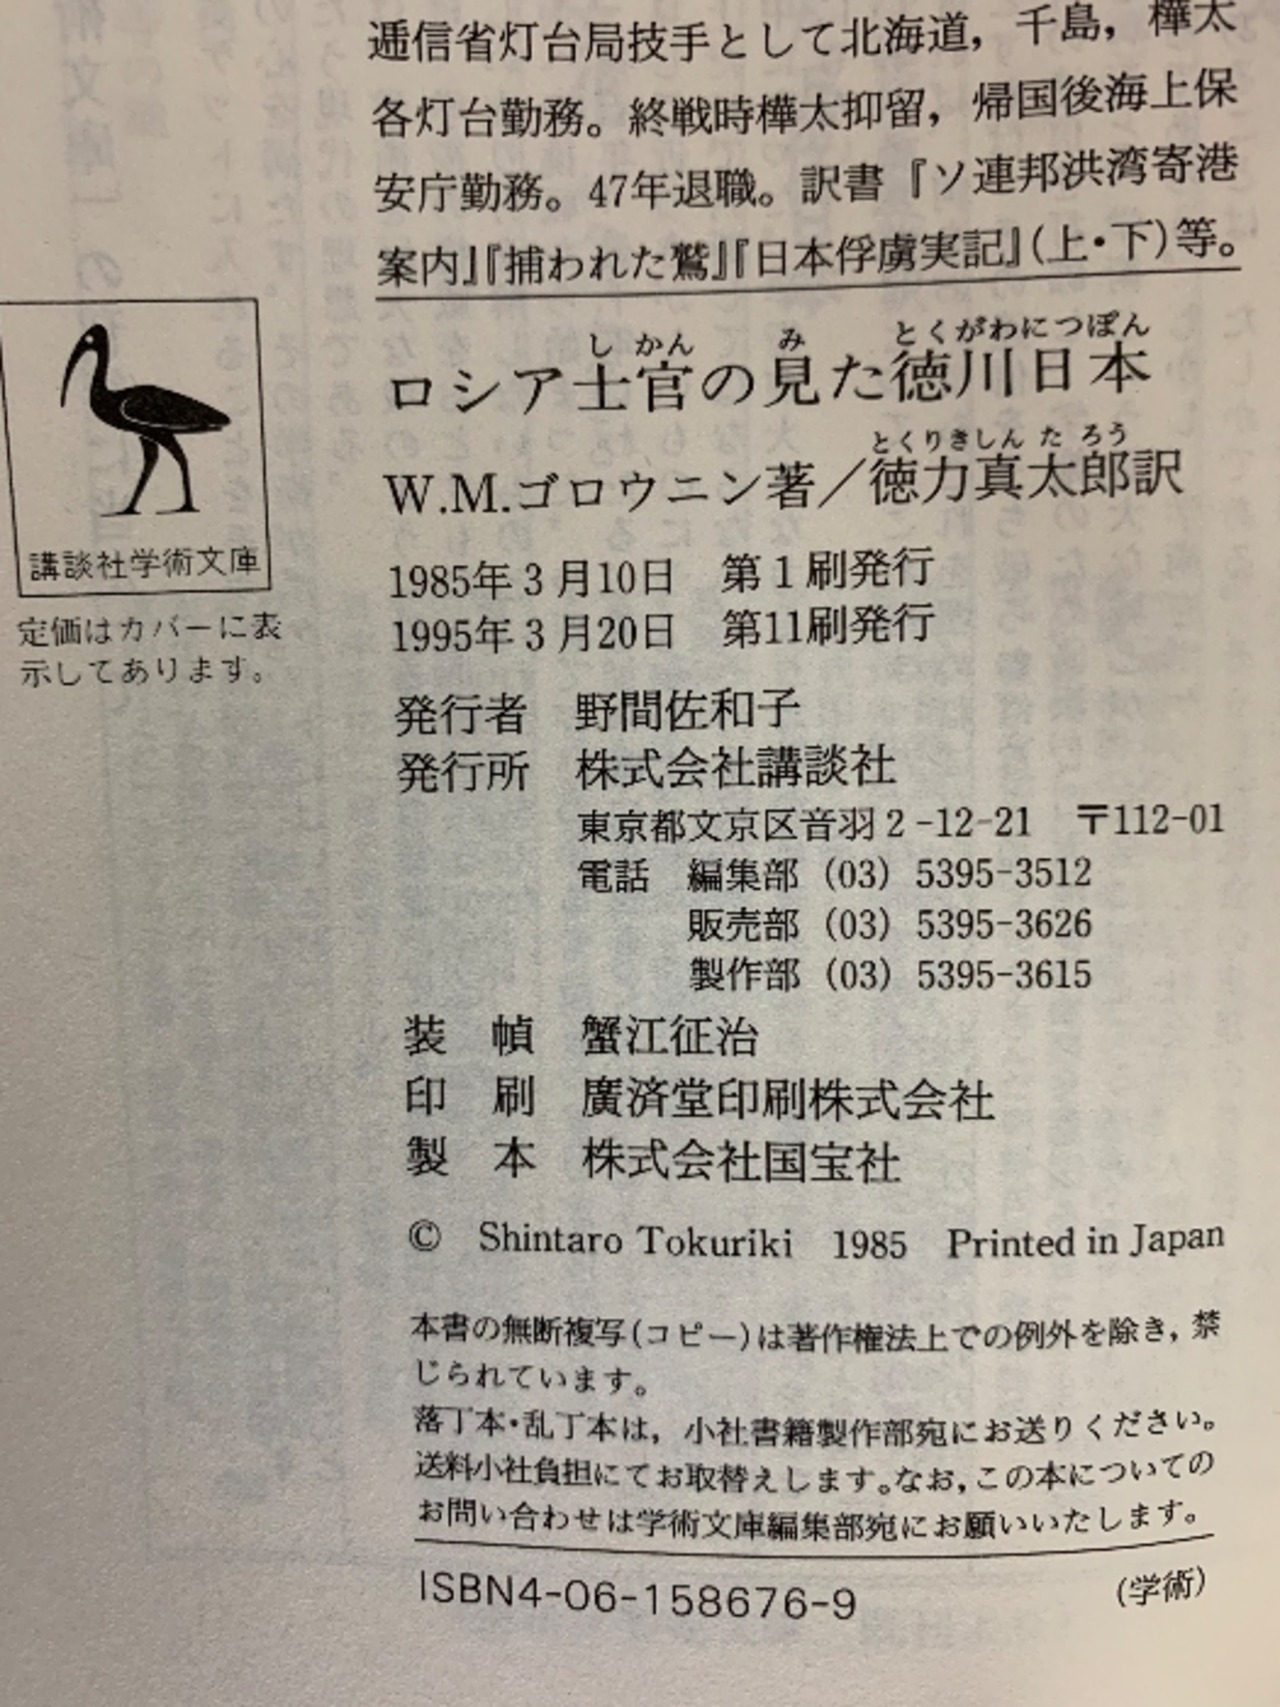 逓信省灯台局技手として北海道，千島，樺太
各灯台勤務。終戦時樺太抑留，帰国後海上保
安庁勤務。47年退職。訳書『ソ連邦洪湾寄港
案内』『捕われた鷲』『日本俘虜実記』(上・下)等。
しかん み とくがわにつぽん
ロシア士官の見た徳川日本
とくりきしんたろう
W.M.ゴロウニン著／徳力真太郎訳
1985年3月10日 第1刷発行
1995年3月20日 第11刷発行
講談社学術文庫
定価はカバーに表
示してあります。
発行者 野間佐和子
発行所 株式会社講談社
東京都文京区音羽2-12-21 〒112-01
電話 編集部 (03) 5395-3512
販売部 (03) 5395-3626
製作部 (03) 5395-3615
装幀 蟹江征治
印刷 廣済堂印刷株式会社
製本 株式会社国宝社
© Shintaro Tokuriki 1985 Printed in Japan
本書の無断複写(コピー)は著作権法上での例外を除き，禁
じられています。
落丁本・乱丁本は，小社書籍製作部宛にお送りください。
送料小社負担にてお取替えします。なお，この本についての
お問い合わせは学術文庫編集部宛にお願いいたします。
ISBN4-06-158676-9 (学術)